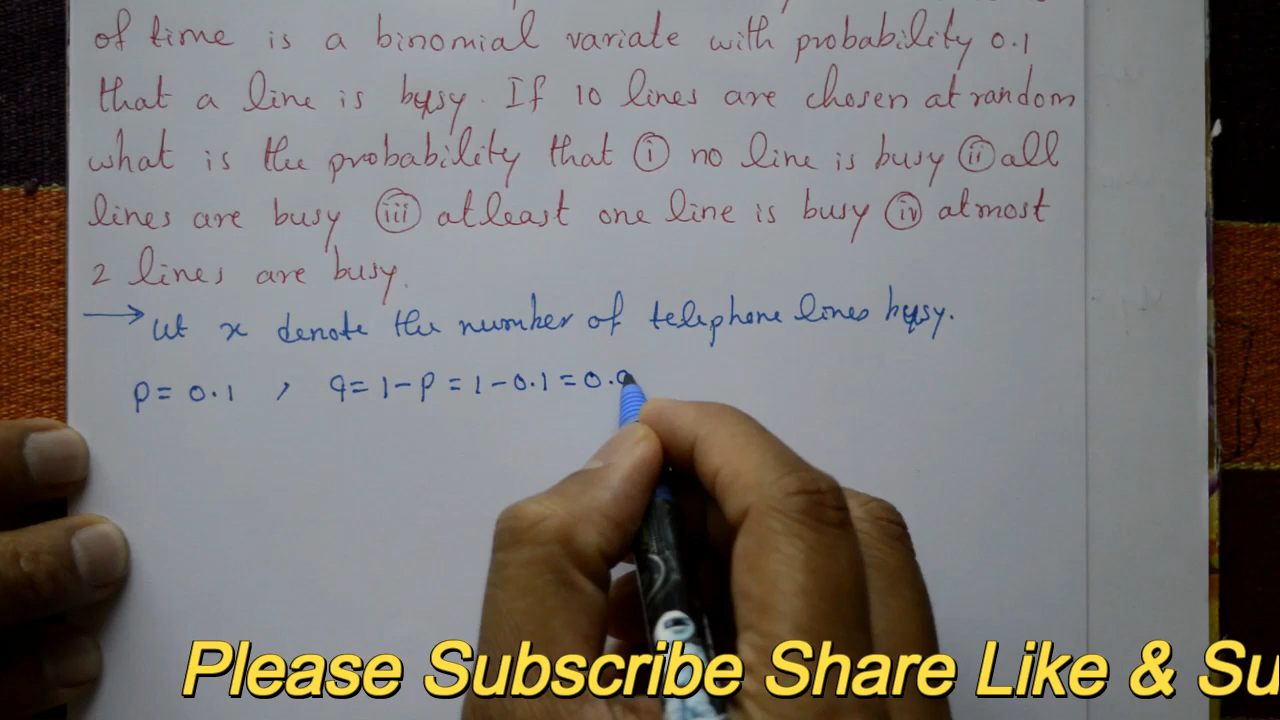 of time is a binomial variate with probability 0.1
that a line is busy. If 10 lines are chosen at random
what is the probability that (i) no line is busy (ii) all
lines are busy (iii) atleast one line is busy (iv) atmost
2 lines are busy.
→ Let x denote the number of telephone lines busy.
p = 0.1 , q = 1 - p = 1 - 0.1 = 0.9
Please Subscribe Share Like & Su